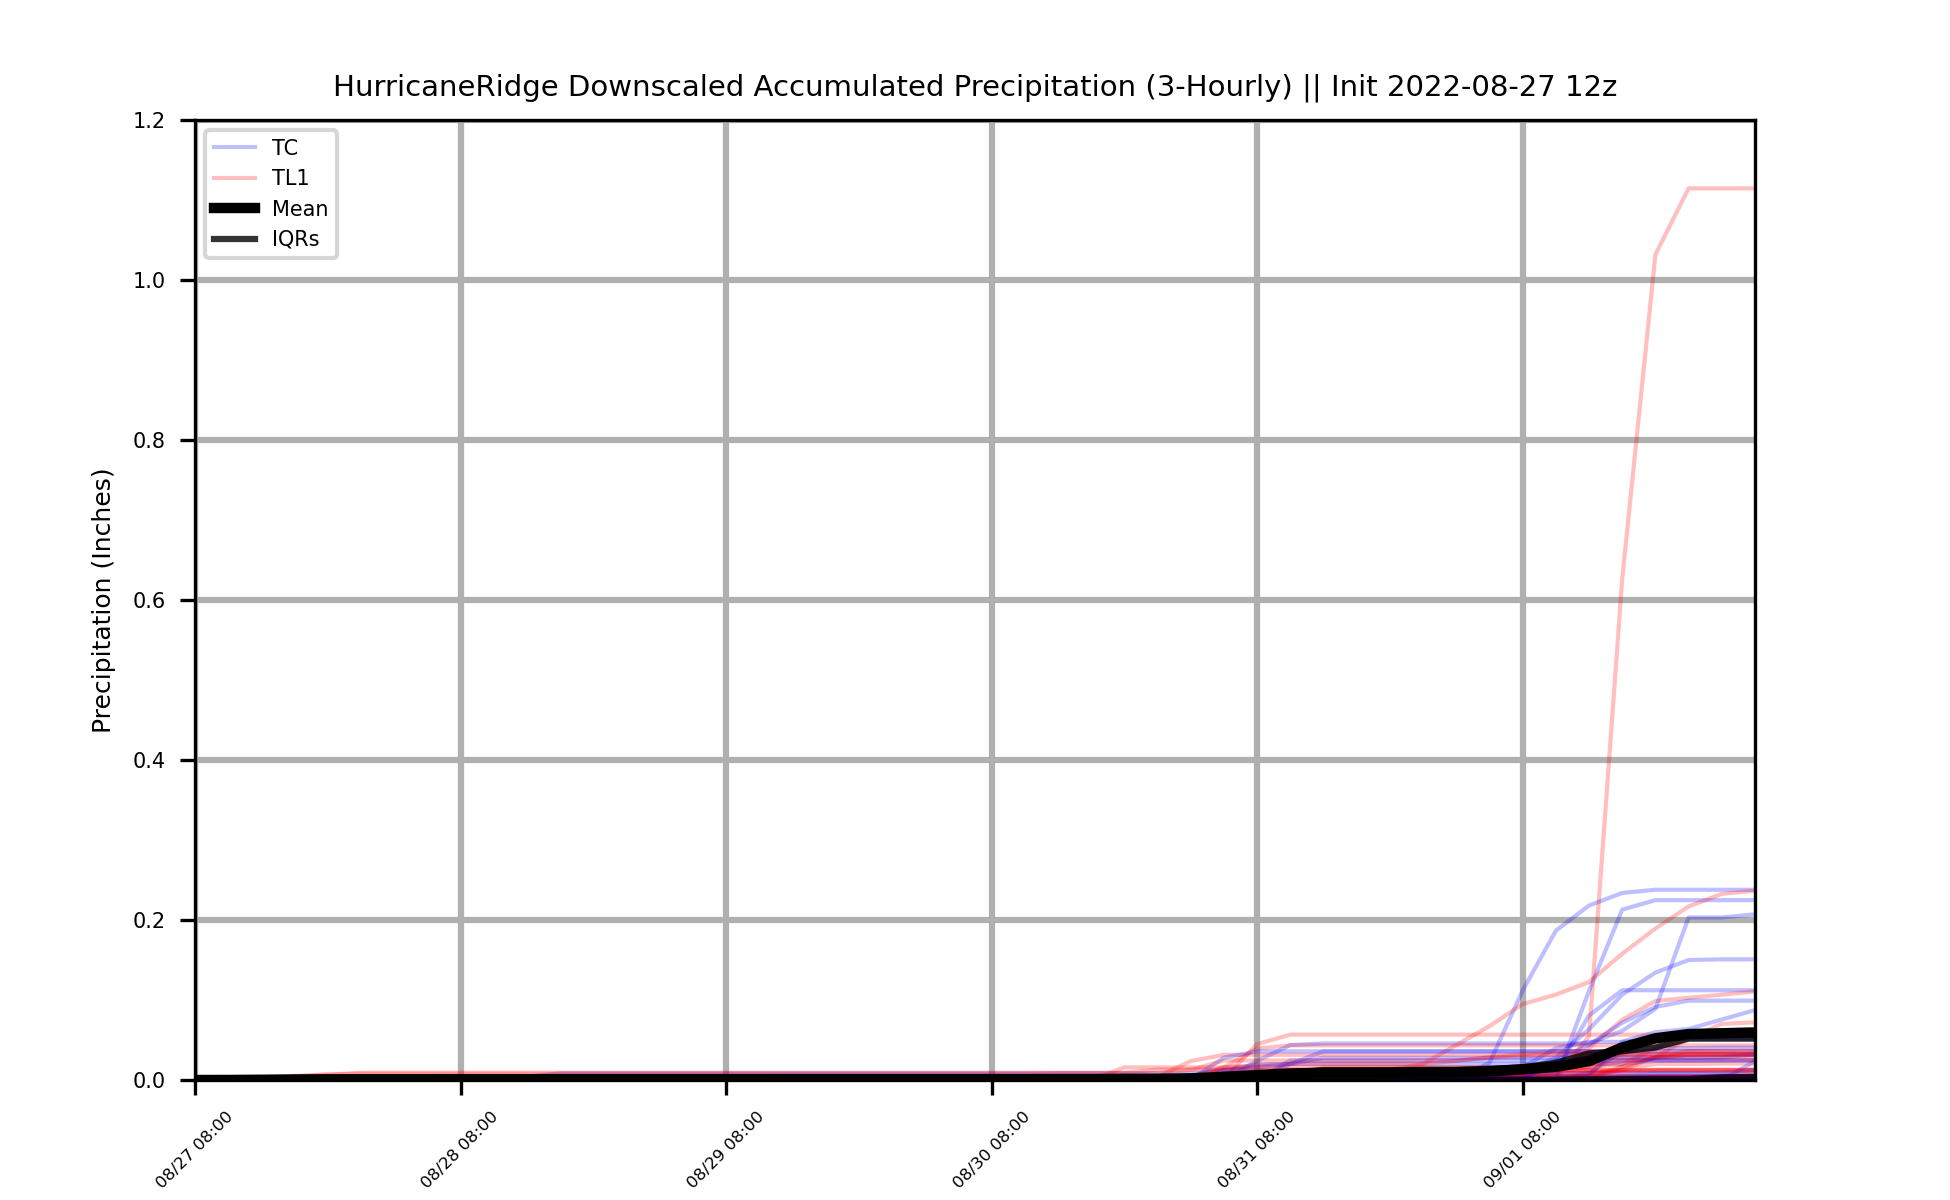 HurricaneRidge Downscaled Accumulated Precipitation (3-Hourly) || Init 2022-08-27 12z
TC
TL1
Mean
IQRs
Precipitation (Inches)
1.2
1.0
0.8
0.6
0.4
0.2
0.0
08/27 08:00
08/28 08:00
08/29 08:00
08/30 08:00
08/31 08:00
09/01 08:00